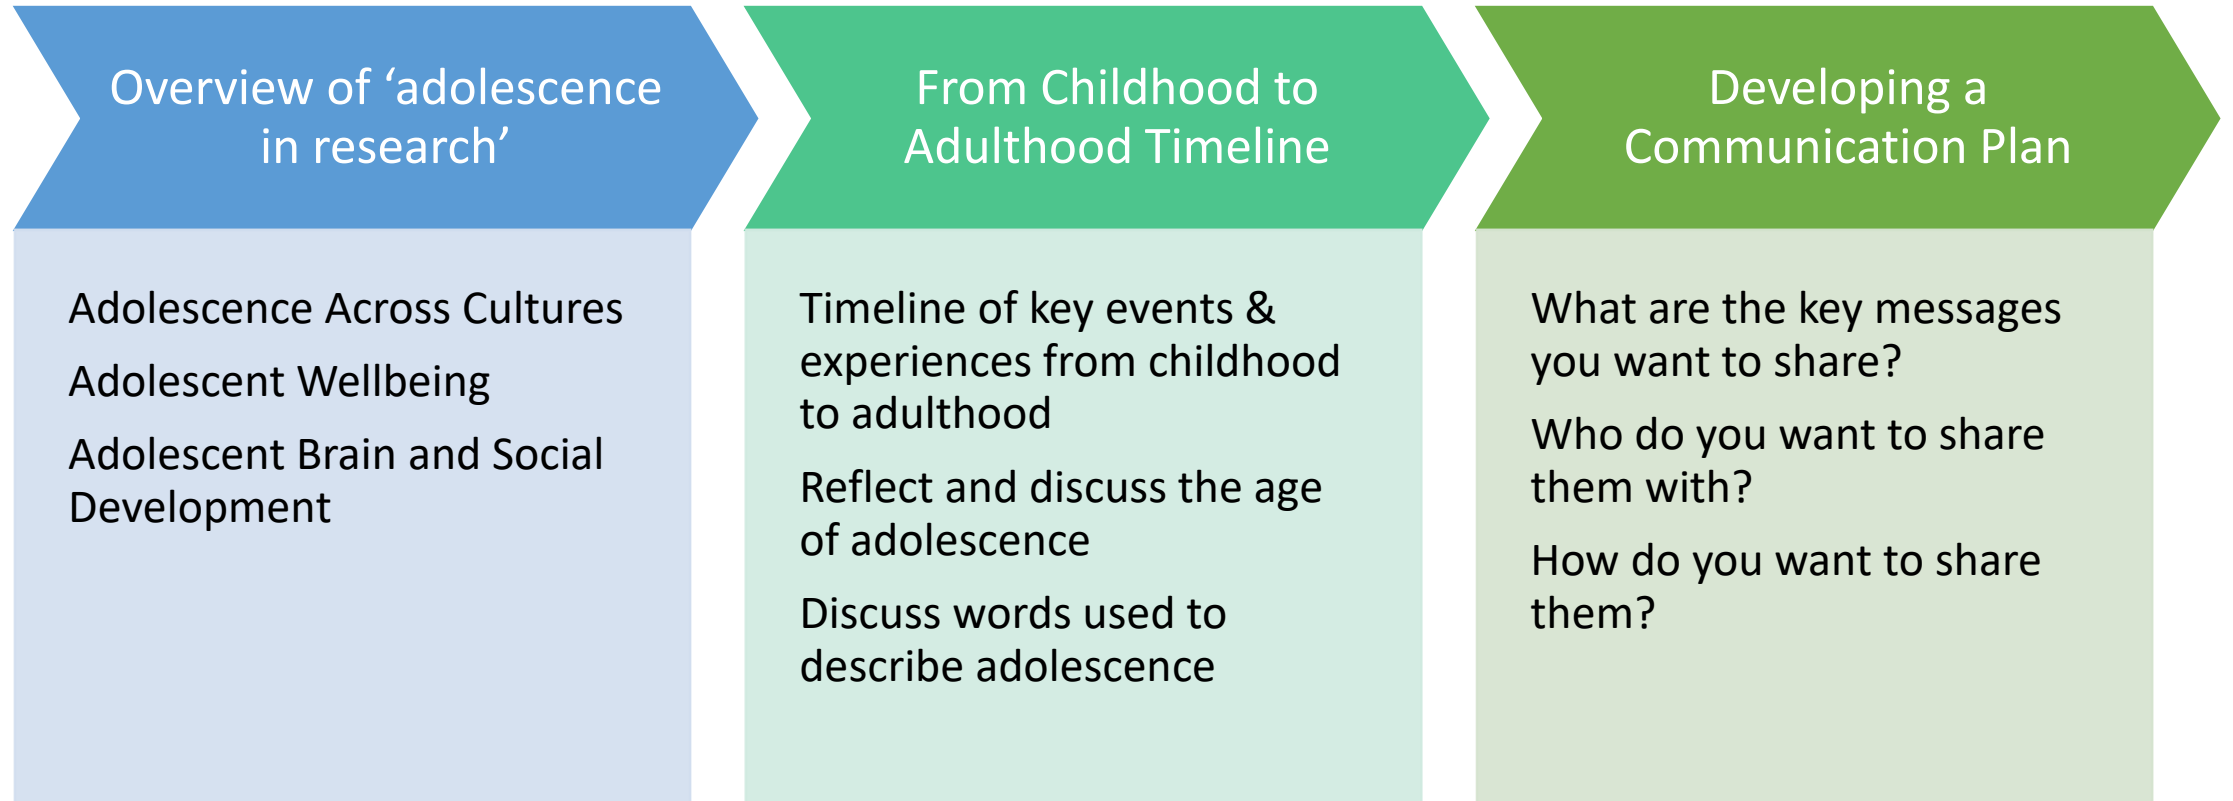 Overview of ‘adolescence
in research’
Adolescence Across Cultures
Adolescent Wellbeing
Adolescent Brain and Social
Development
From Childhood to
Adulthood Timeline
Timeline of key events &
experiences from childhood
to adulthood
Reflect and discuss the age
of adolescence
Discuss words used to
describe adolescence
Developing a
Communication Plan
What are the key messages
you want to share?
Who do you want to share
them with?
How do you want to share
them?